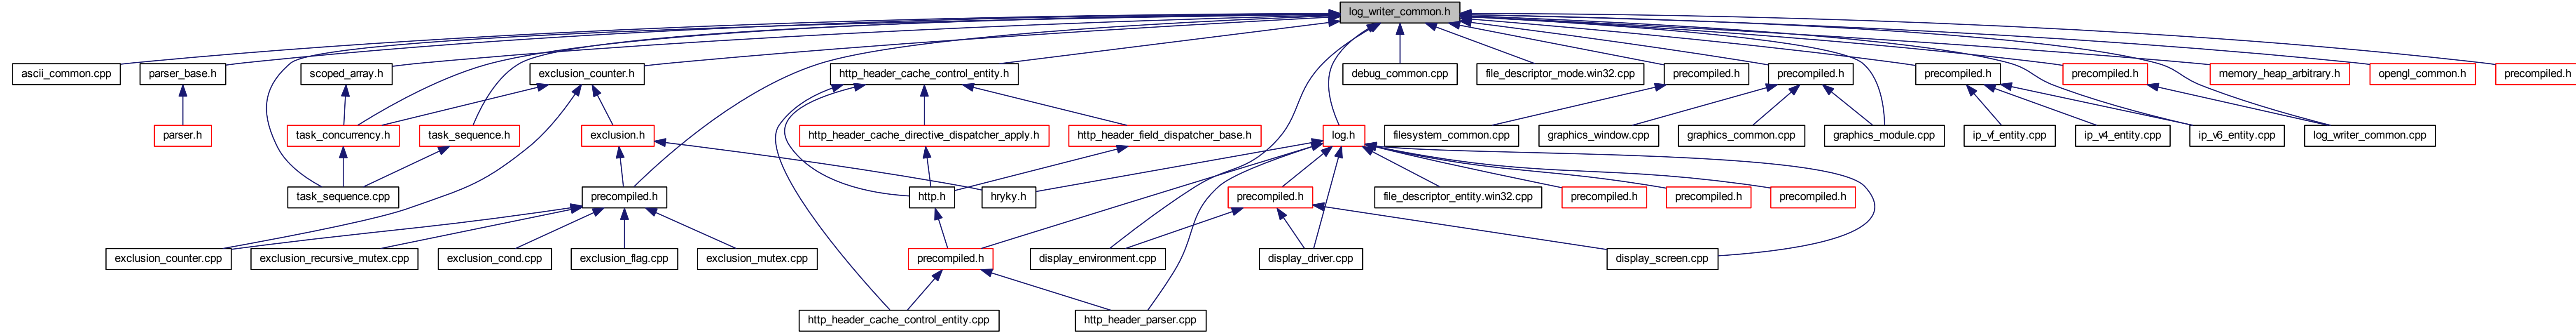 log_writer_common.h
ascii_common.cpp
parser_base.h
scoped_array.h
exclusion_counter.h
http_header_cache_control_entity.h
debug_common.cpp
file_descriptor_mode.win32.cpp
precompiled.h
precompiled.h
precompiled.h
precompiled.h
memory_heap_arbitrary.h
opengl_common.h
precompiled.h
parser.h
task_concurrency.h
task_sequence.h
exclusion.h
http_header_cache_directive_dispatcher_apply.h
http_header_field_dispatcher_base.h
log.h
filesystem_common.cpp
graphics_window.cpp
graphics_common.cpp
graphics_module.cpp
ip_vf_entity.cpp
ip_v4_entity.cpp
ip_v6_entity.cpp
log_writer_common.cpp
task_sequence.cpp
precompiled.h
http.h
hryky.h
precompiled.h
file_descriptor_entity.win32.cpp
precompiled.h
precompiled.h
precompiled.h
exclusion_counter.cpp
exclusion_recursive_mutex.cpp
exclusion_cond.cpp
exclusion_flag.cpp
exclusion_mutex.cpp
precompiled.h
display_environment.cpp
display_driver.cpp
display_screen.cpp
http_header_cache_control_entity.cpp
http_header_parser.cpp